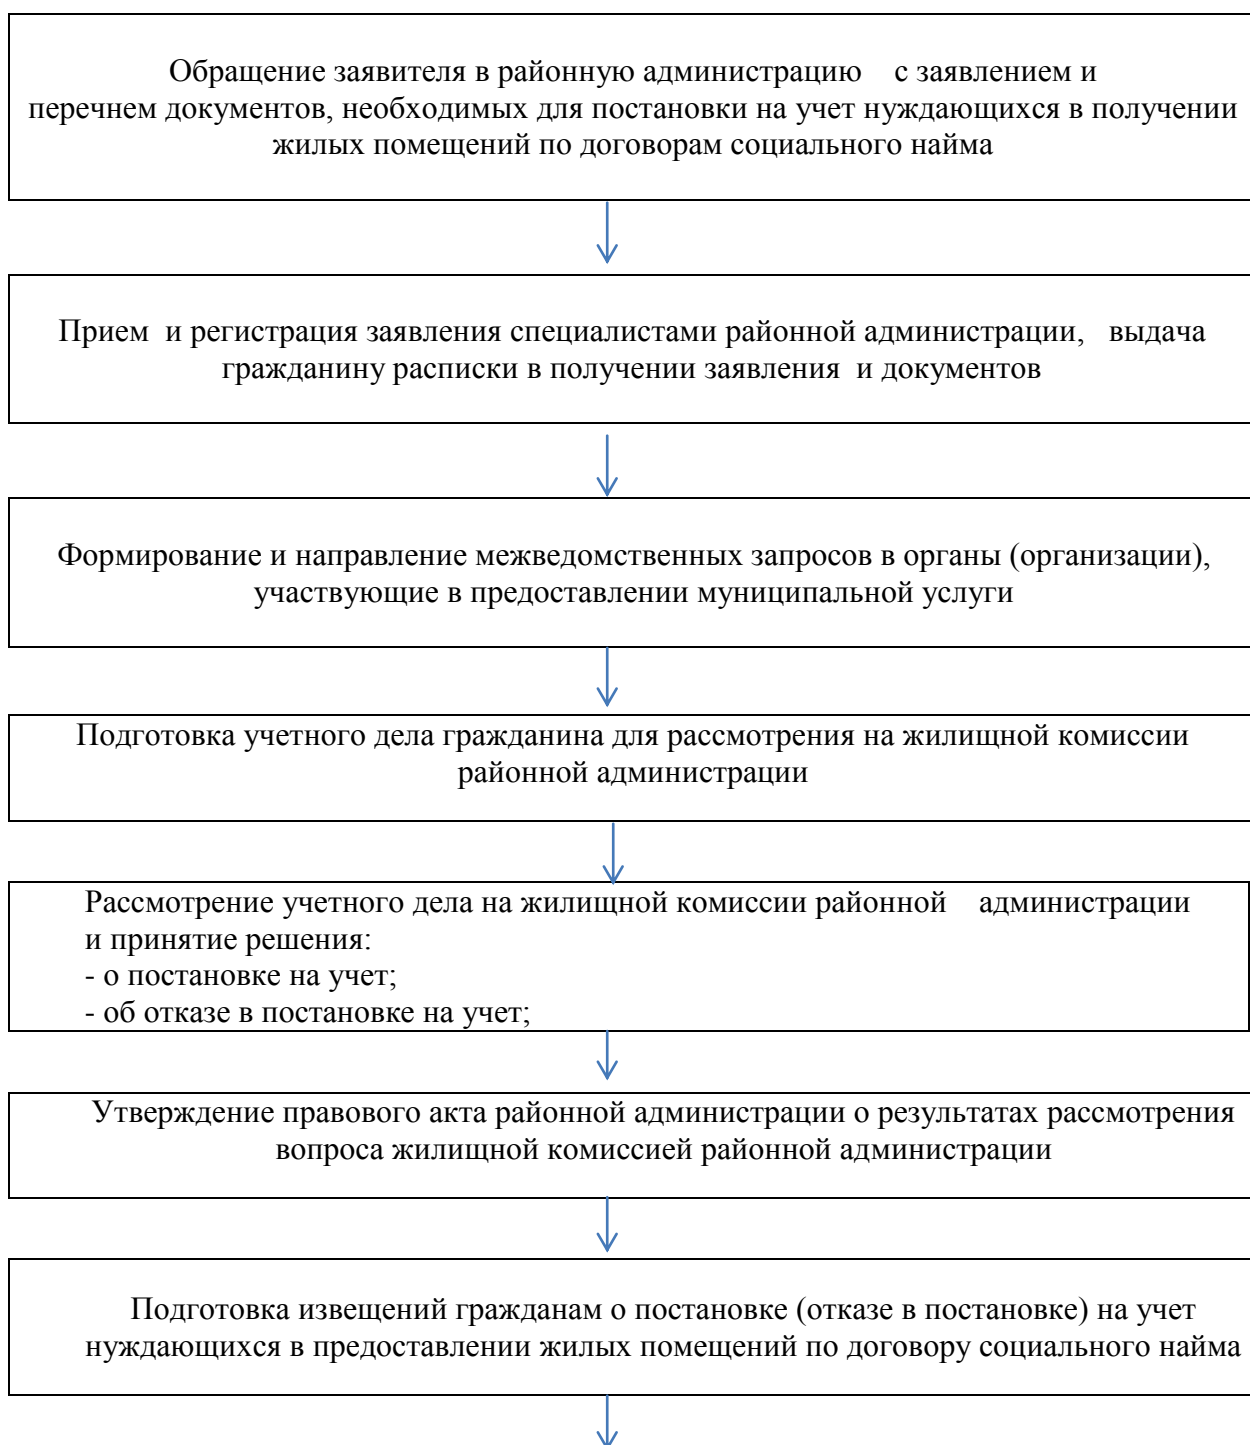 Обращение заявителя в районную администрацию с заявлением и
перечнем документов, необходимых для постановки на учет нуждающихся в получении
жилых помещений по договорам социального найма
Прием и регистрация заявления специалистами районной администрации, выдача
гражданину расписки в получении заявления и документов
Формирование и направление межведомственных запросов в органы (организации),
участвующие в предоставлении муниципальной услуги
Подготовка учетного дела гражданина для рассмотрения на жилищной комиссии
районной администрации
Рассмотрение учетного дела на жилищной комиссии районной администрации
и принятие решения:
- о постановке на учет;
- об отказе в постановке на учет;
Утверждение правового акта районной администрации о результатах рассмотрения
вопроса жилищной комиссией районной администрации
Подготовка извещений гражданам о постановке (отказе в постановке) на учет
нуждающихся в предоставлении жилых помещений по договору социального найма